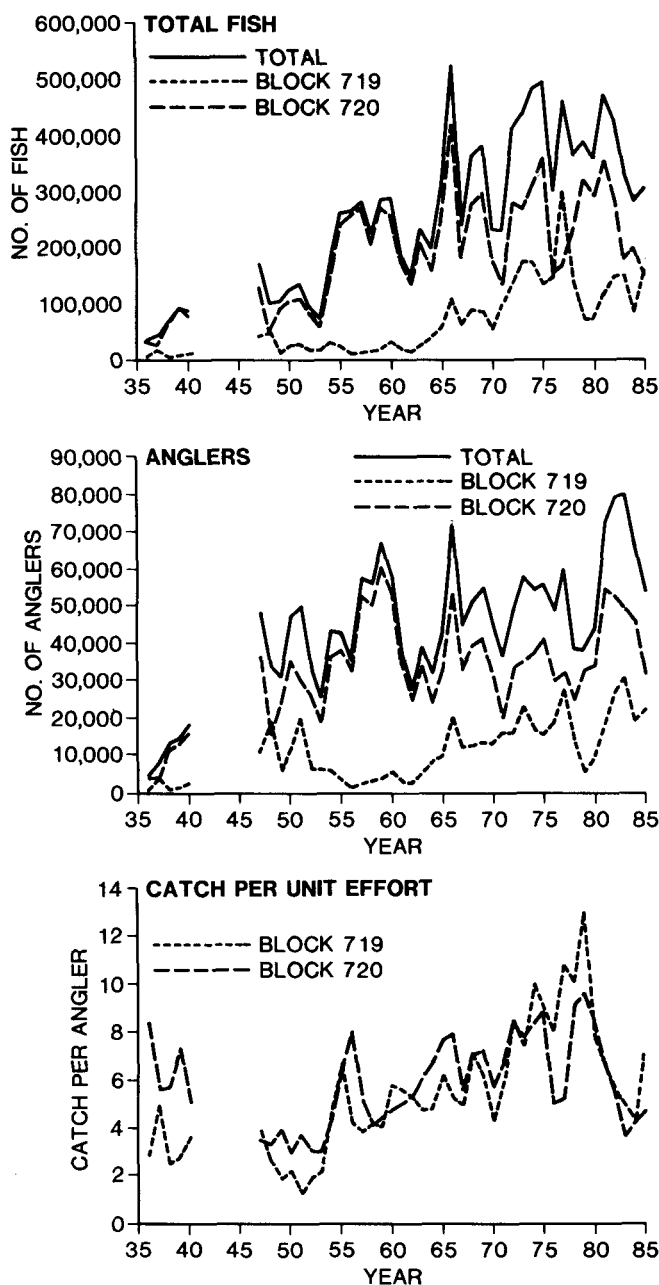 TOTAL FISH
TOTAL
BLOCK 719
BLOCK 720
NO. OF FISH
600,000
500,000
400,000
300,000
200,000
100,000
0
35 40 45 50 55 60 65 70 75 80 85
YEAR
ANGLERS
TOTAL
BLOCK 719
BLOCK 720
NO. OF ANGLERS
90,000
80,000
70,000
60,000
50,000
40,000
30,000
20,000
10,000
0
35 40 45 50 55 60 65 70 75 80 85
YEAR
CATCH PER UNIT EFFORT
BLOCK 719
BLOCK 720
CATCH PER ANGLER
14
12
10
8
6
4
2
0
35 40 45 50 55 60 65 70 75 80 85
YEAR